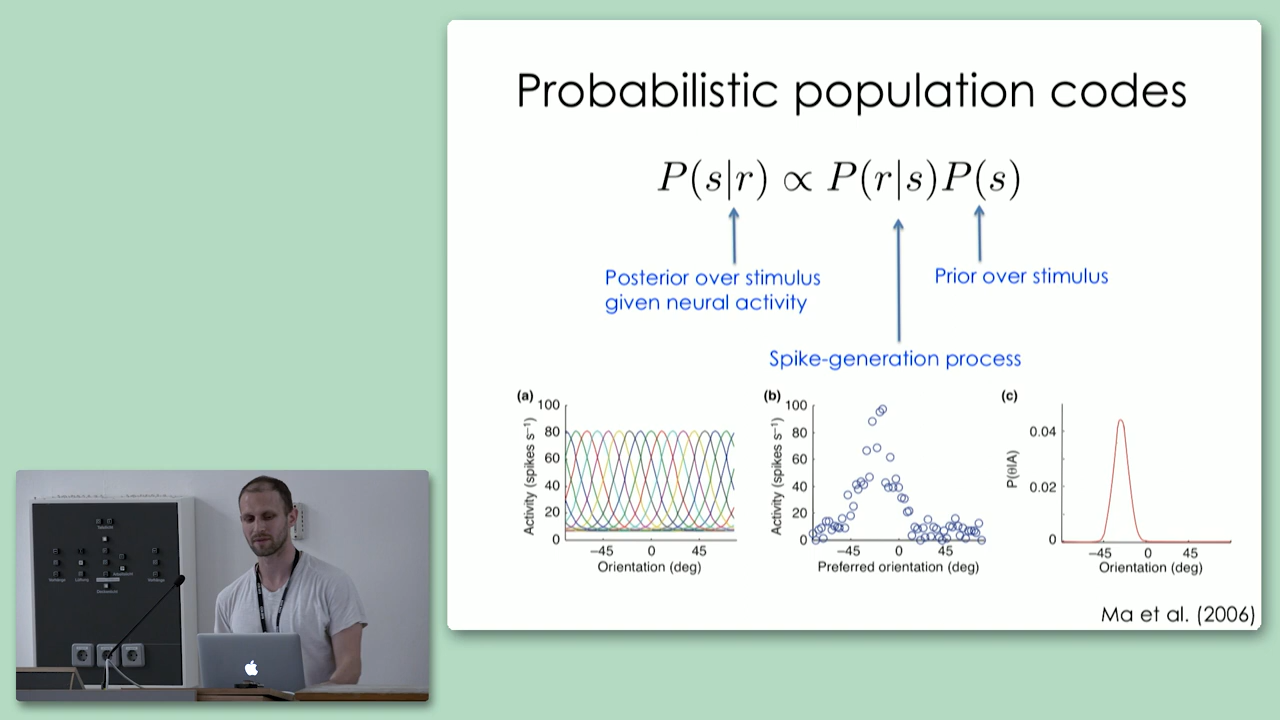 Probabilistic population codes
P(s|r) ∝ P(r|s)P(s)
Posterior over stimulus
given neural activity
Prior over stimulus
Spike-generation process
(a)
100
80
60
40
20
0
Activity (spikes s⁻¹)
−45
0
45
Orientation (deg)
(b)
100
80
60
40
20
0
Activity (spikes s⁻¹)
−45
0
45
Preferred orientation (deg)
(c)
0.04
0.02
0
P(θ|A)
−45
0
45
Orientation (deg)
Ma et al. (2006)